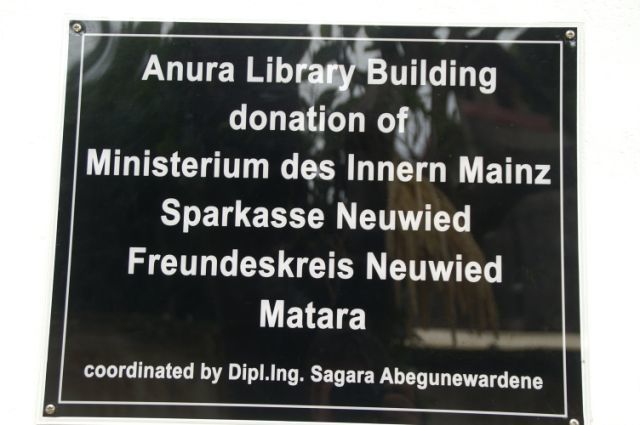 Anura Library Building
donation of
Ministerium des Innern Mainz
Sparkasse Neuwied
Freundeskreis Neuwied
Matara
coordinated by Dipl.Ing. Sagara Abegunewardene